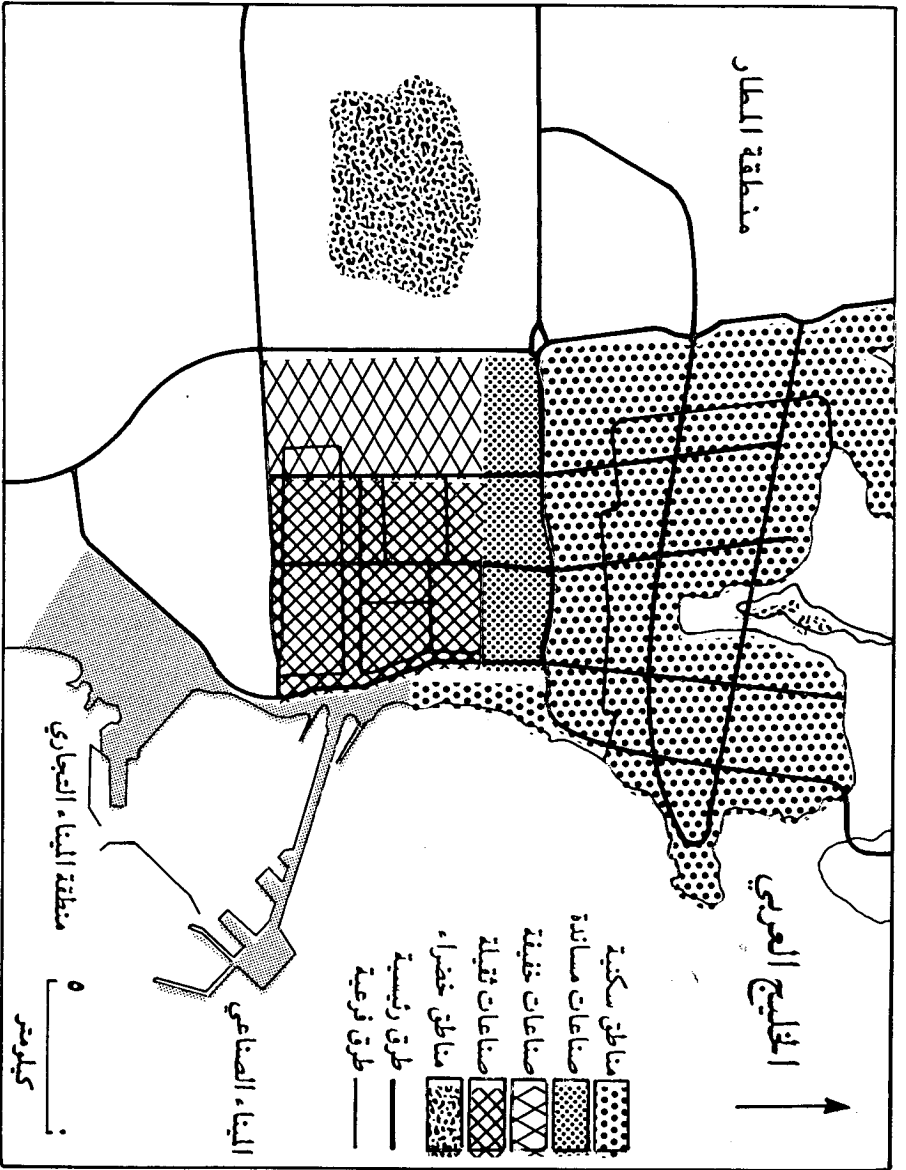 منطقة المطار
الخليج العربي
مناطق سكنية
صناعات مساندة
صناعات خفيفة
صناعات ثقيلة
مناطق خضراء
طرق رئيسية
طرق فرعية
الميناء الصناعي
منطقة الميناء التجاري
٠ ٥
كيلومتر